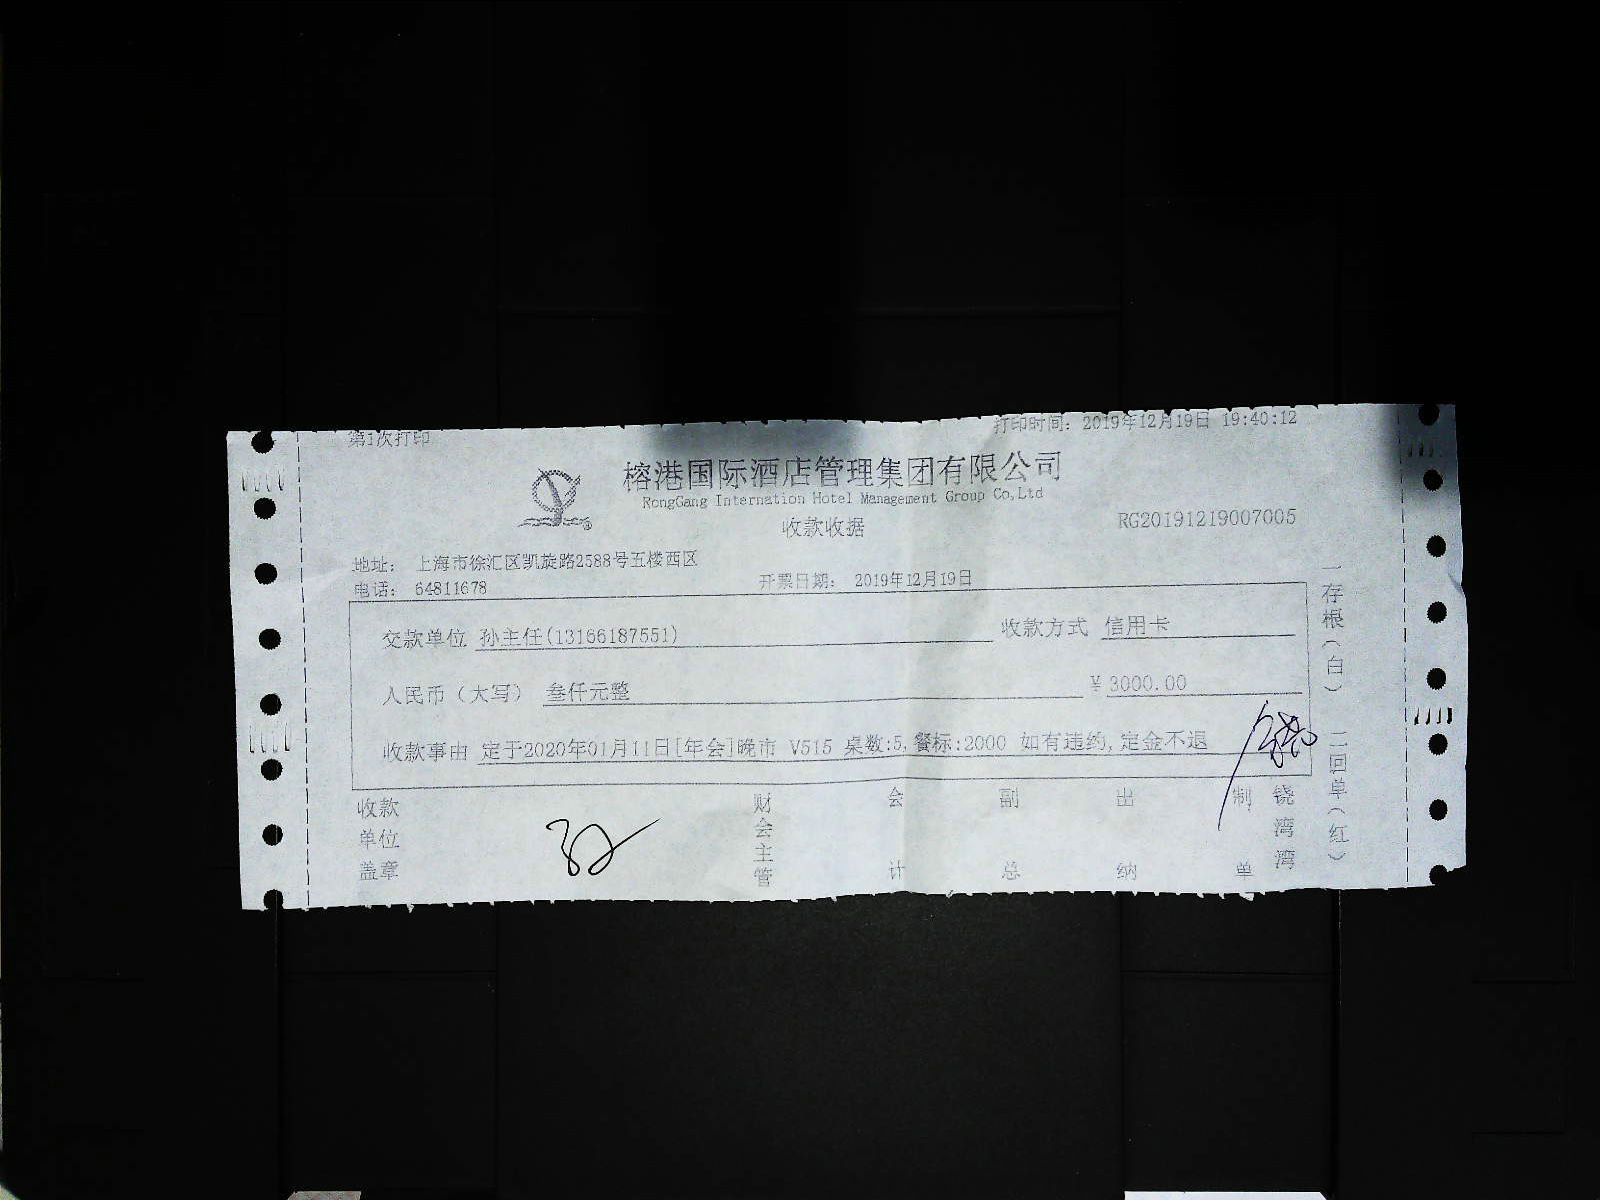 第1次打印
打印时间：2019年12月19日 19:40:12
榕港国际酒店管理集团有限公司
RongGang Internation Hotel Management Group Co,Ltd
收款收据
RG20191219007005
地址： 上海市徐汇区凯旋路2588号五楼西区
电话： 64811678
开票日期： 2019年12月19日
交款单位 孙主任(13166187551) 收款方式 信用卡
人民币（大写） 叁仟元整 ￥3000.00
收款事由 定于2020年01月11日[年会]晚市 V515 桌数:5,餐标:2000 如有违约,定金不退
收款单位盖章
财会主管
会计
副总
出纳
制单
铙湾湾
一存根（白） 二回单（红）